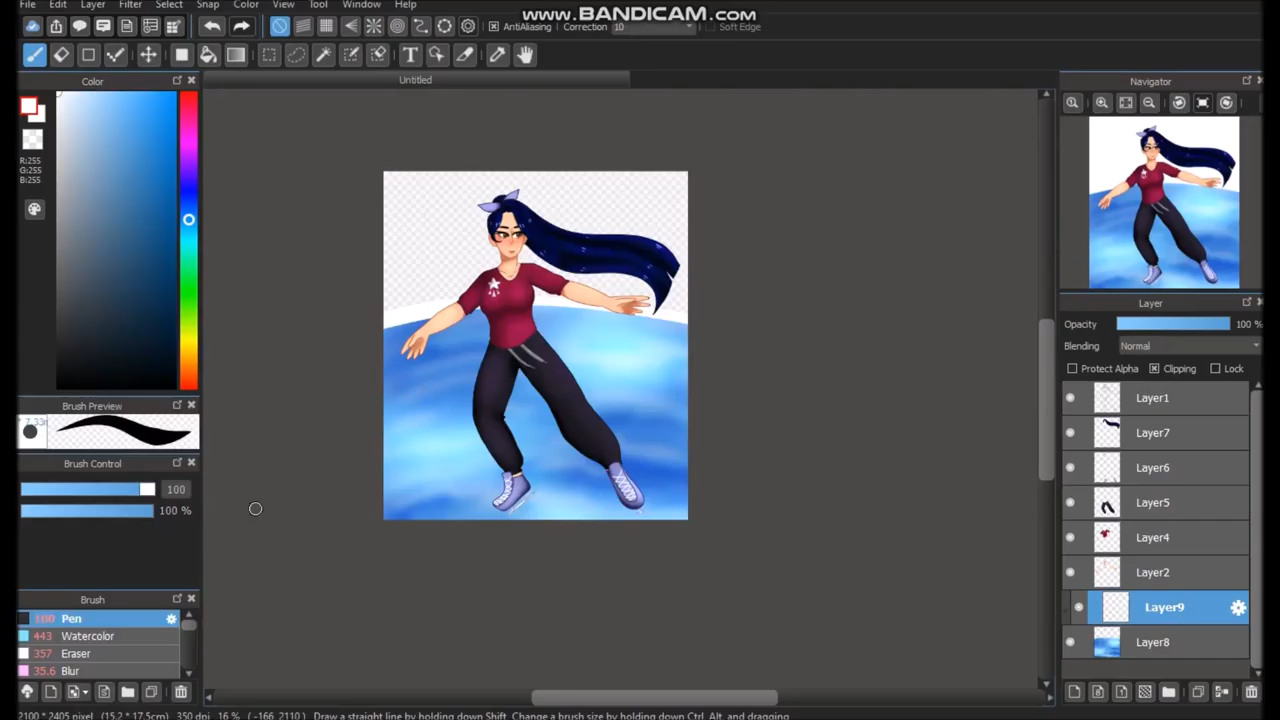 File Edit Layer Filter Select Snap Color View Tool Window Help
www.BANDICAM.com
AntiAliasing Correction 10 Soft Edge
Untitled
Color
R:255
G:255
B:255
Brush Preview
Brush Control
100
100 %
Brush
100 Pen
443 Watercolor
357 Eraser
35.6 Blur
Navigator
Layer
Opacity 100 %
Blending Normal
Protect Alpha Clipping Lock
Layer1
Layer7
Layer6
Layer5
Layer4
Layer2
Layer9
Layer8
2100 * 2405 pixel (15.2 * 17.5cm) 350 dpi 16 % (-166, 2110) Draw a straight line by holding down Shift, Change a brush size by holding down Ctrl, Alt, and dragging